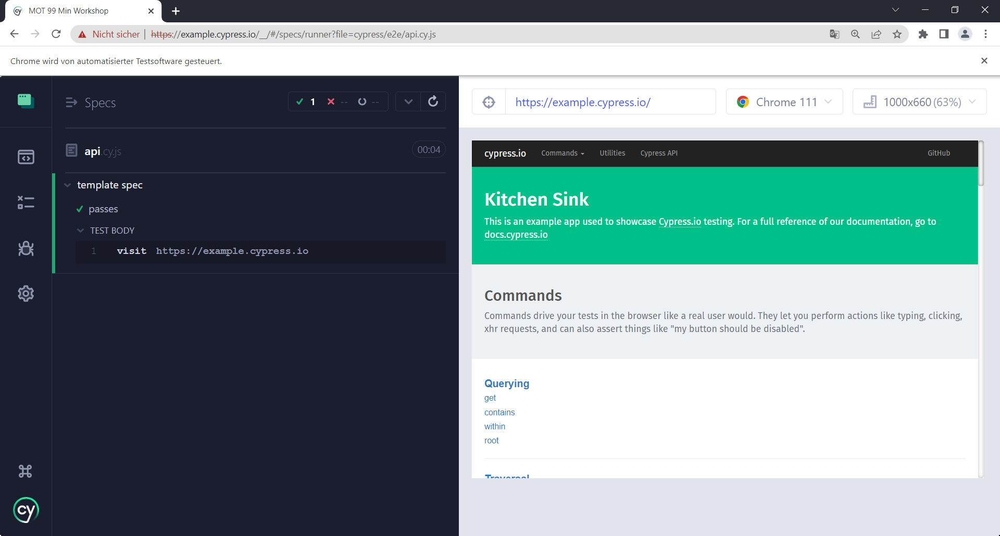 MOT 99 Min Workshop
Nicht sicher https://example.cypress.io/__/#/specs/runner?file=cypress/e2e/api.cy.js
Chrome wird von automatisierter Testsoftware gesteuert.
Specs
1 -- --
api.cy.js
00:04
template spec
passes
TEST BODY
1 visit https://example.cypress.io
cy
https://example.cypress.io/
Chrome 111
1000x660 (63%)
cypress.io Commands Utilities Cypress API GitHub
Kitchen Sink
This is an example app used to showcase Cypress.io testing. For a full reference of our documentation, go to
docs.cypress.io
Commands
Commands drive your tests in the browser like a real user would. They let you perform actions like typing, clicking,
xhr requests, and can also assert things like "my button should be disabled".
Querying
get
contains
within
root
Traversal